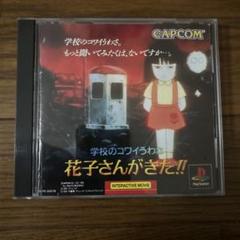 学校のコワイうわさ。
もっと聞いてみたくは、ないですか…。
CAPCOM
学校のコワイうわさ
花子さんがきた!!
INTERACTIVE MOVIE
PlayStation